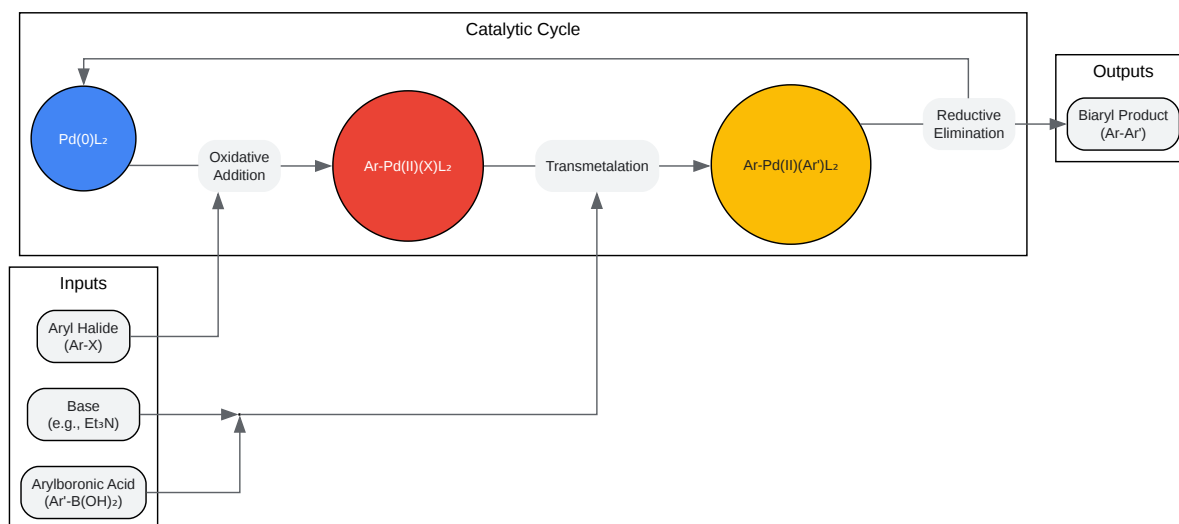 Catalytic Cycle
Pd(0)L₂
Oxidative
Addition
Ar-Pd(II)(X)L₂
Transmetalation
Ar-Pd(II)(Ar')L₂
Reductive
Elimination
Outputs
Biaryl Product
(Ar-Ar')
Inputs
Aryl Halide
(Ar-X)
Base
(e.g., Et₃N)
Arylboronic Acid
(Ar'-B(OH)₂)